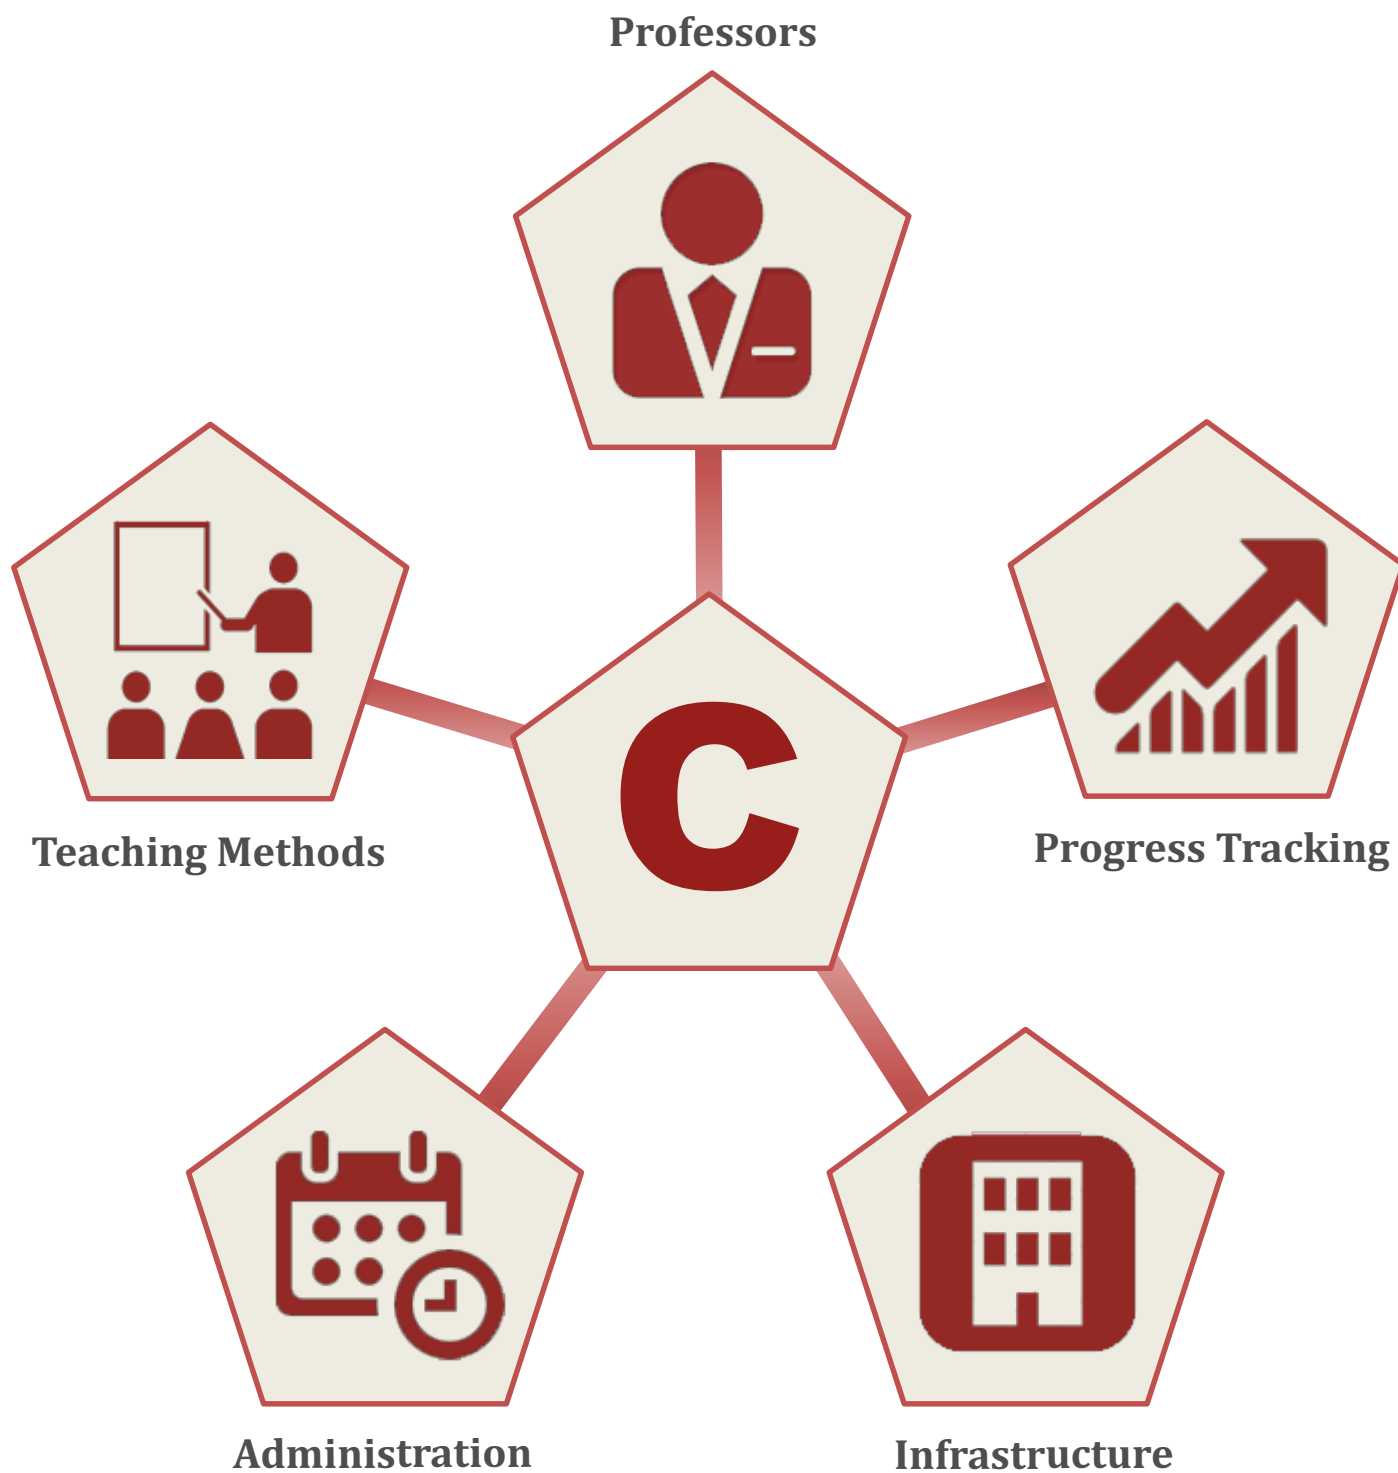 Professors
Teaching Methods
Progress Tracking
C
Administration
Infrastructure